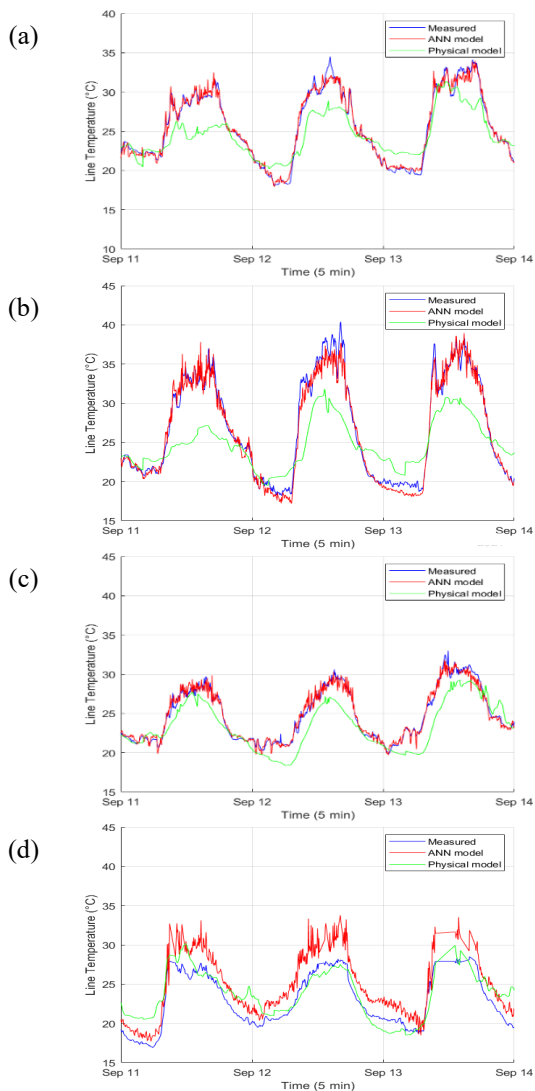 (a)
40
35
30
25
20
15
10
Line Temperature (°C)
Measured
ANN model
Physical model
Sep 11
Sep 12
Sep 13
Sep 14
Time (5 min)
(b)
45
40
35
30
25
20
15
Line Temperature (°C)
Measured
ANN model
Physical model
Sep 11
Sep 12
Sep 13
Sep 14
Time (5 min)
(c)
45
40
35
30
25
20
15
Line Temperature (°C)
Measured
ANN model
Physical model
Sep 11
Sep 12
Sep 13
Sep 14
Time (5 min)
(d)
45
40
35
30
25
20
15
Line Temperature (°C)
Measured
ANN model
Physical model
Sep 11
Sep 12
Sep 13
Sep 14
Time (5 min)